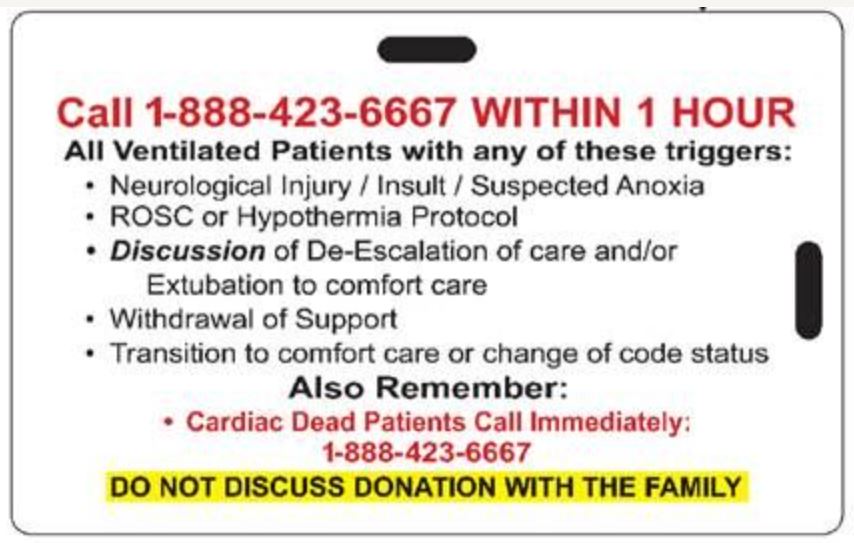 Call 1-888-423-6667 WITHIN 1 HOUR
All Ventilated Patients with any of these triggers:
• Neurological Injury / Insult / Suspected Anoxia
• ROSC or Hypothermia Protocol
• Discussion of De-Escalation of care and/or
Extubation to comfort care
• Withdrawal of Support
• Transition to comfort care or change of code status
Also Remember:
• Cardiac Dead Patients Call Immediately:
1-888-423-6667
DO NOT DISCUSS DONATION WITH THE FAMILY